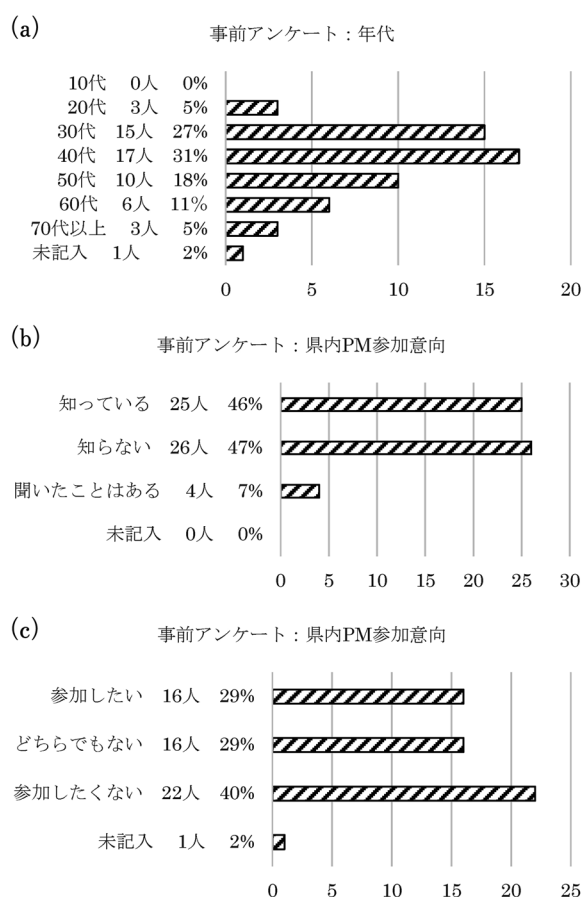 (a)
事前アンケート：年代
10代 0人 0%
20代 3人 5%
30代 15人 27%
40代 17人 31%
50代 10人 18%
60代 6人 11%
70代以上 3人 5%
未記入 1人 2%
0 5 10 15 20
(b)
事前アンケート：県内PM参加意向
知っている 25人 46%
知らない 26人 47%
聞いたことはある 4人 7%
未記入 0人 0%
0 5 10 15 20 25 30
(c)
事前アンケート：県内PM参加意向
参加したい 16人 29%
どちらでもない 16人 29%
参加したくない 22人 40%
未記入 1人 2%
0 5 10 15 20 25